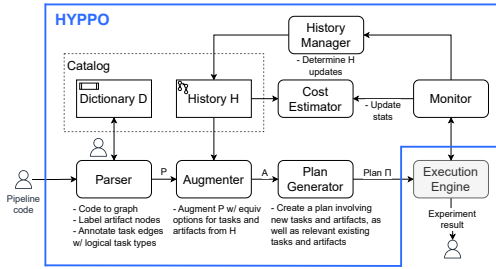 HYPPO
History
Manager
- Determine H
updates
Catalog
Dictionary D
History H
Cost
Estimator
- Update
stats
Monitor
Pipeline
code
Parser
P
Augmenter
A
Plan
Generator
Plan Π
Execution
Engine
- Code to graph
- Label artifact nodes
- Annotate task edges
w/ logical task types
- Augment P w/ equiv
options for tasks and
artifacts from H
- Create a plan involving
new tasks and artifacts, as
well as relevant existing
tasks and artifacts
Experiment
result